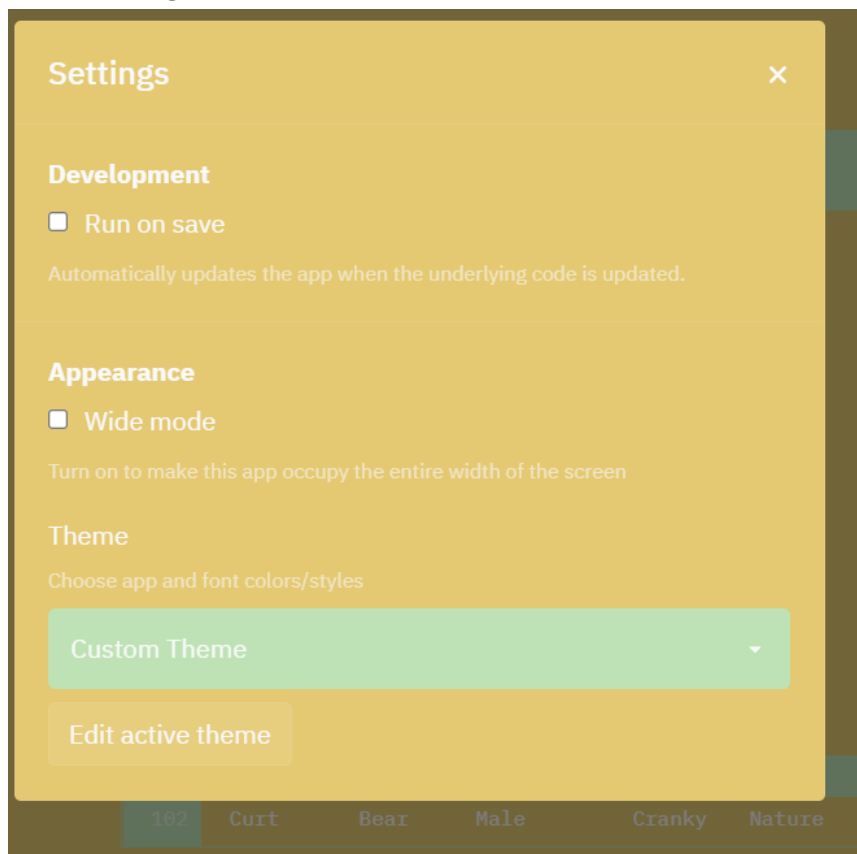 Settings
Development
Run on save
Automatically updates the app when the underlying code is updated.
Appearance
Wide mode
Turn on to make this app occupy the entire width of the screen
Theme
Choose app and font colors/styles
Custom Theme
Edit active theme
102 Curt Bear Male Cranky Nature